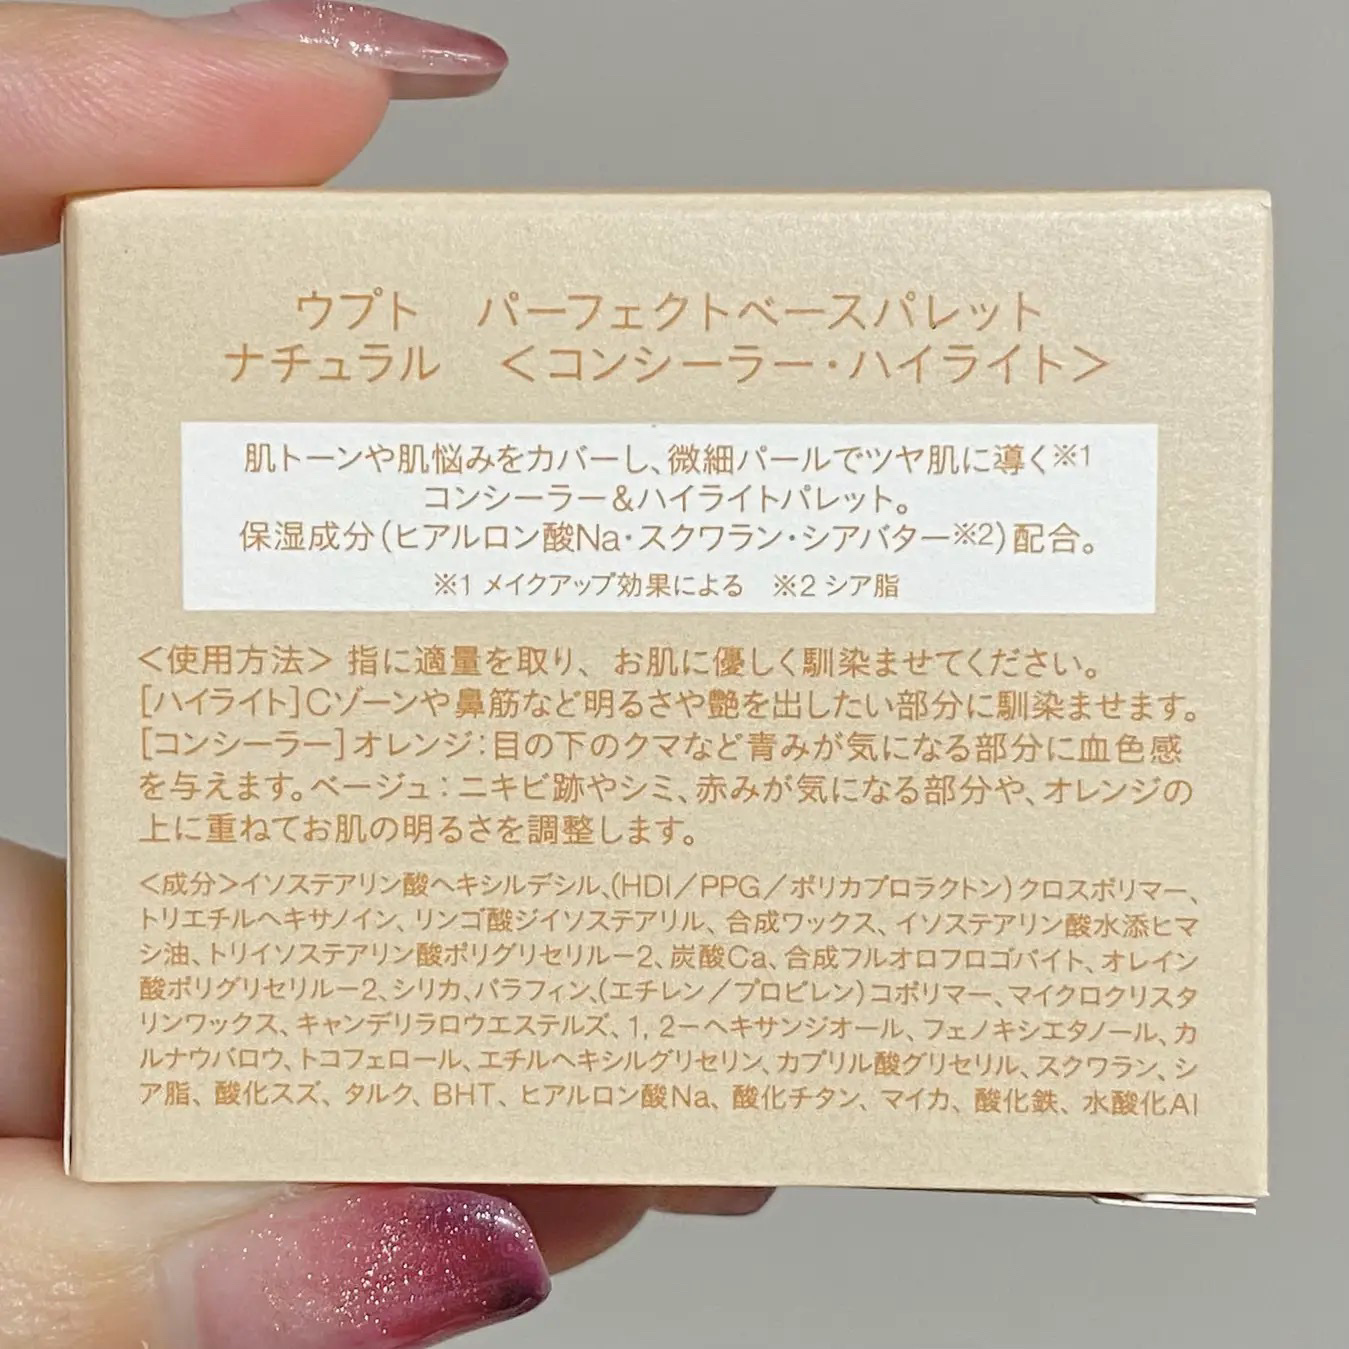 ウプト　パーフェクトベースパレット
ナチュラル　＜コンシーラー・ハイライト＞
肌トーンや肌悩みをカバーし、微細パールでツヤ肌に導く※1
コンシーラー＆ハイライトパレット。
保湿成分（ヒアルロン酸Na・スクワラン・シアバター※2）配合。
※1 メイクアップ効果による　※2 シア脂
＜使用方法＞ 指に適量を取り、お肌に優しく馴染ませてください。
［ハイライト］Cゾーンや鼻筋など明るさや艶を出したい部分に馴染ませます。
［コンシーラー］オレンジ：目の下のクマなど青みが気になる部分に血色感
を与えます。ベージュ：ニキビ跡やシミ、赤みが気になる部分や、オレンジの
上に重ねてお肌の明るさを調整します。
＜成分＞イソステアリン酸ヘキシルデシル、（HDI／PPG／ポリカプロラクトン）クロスポリマー、
トリエチルヘキサノイン、リンゴ酸ジイソステアリル、合成ワックス、イソステアリン酸水添ヒマ
シ油、トリイソステアリン酸ポリグリセリル－2、炭酸Ca、合成フルオロフロゴパイト、オレイン
酸ポリグリセリル－2、シリカ、パラフィン、（エチレン／プロピレン）コポリマー、マイクロクリスタ
リンワックス、キャンデリラロウエステルズ、1，2－ヘキサンジオール、フェノキシエタノール、カ
ルナウバロウ、トコフェロール、エチルヘキシルグリセリン、カプリル酸グリセリル、スクワラン、シ
ア脂、酸化スズ、タルク、BHT、ヒアルロン酸Na、酸化チタン、マイカ、酸化鉄、水酸化Al